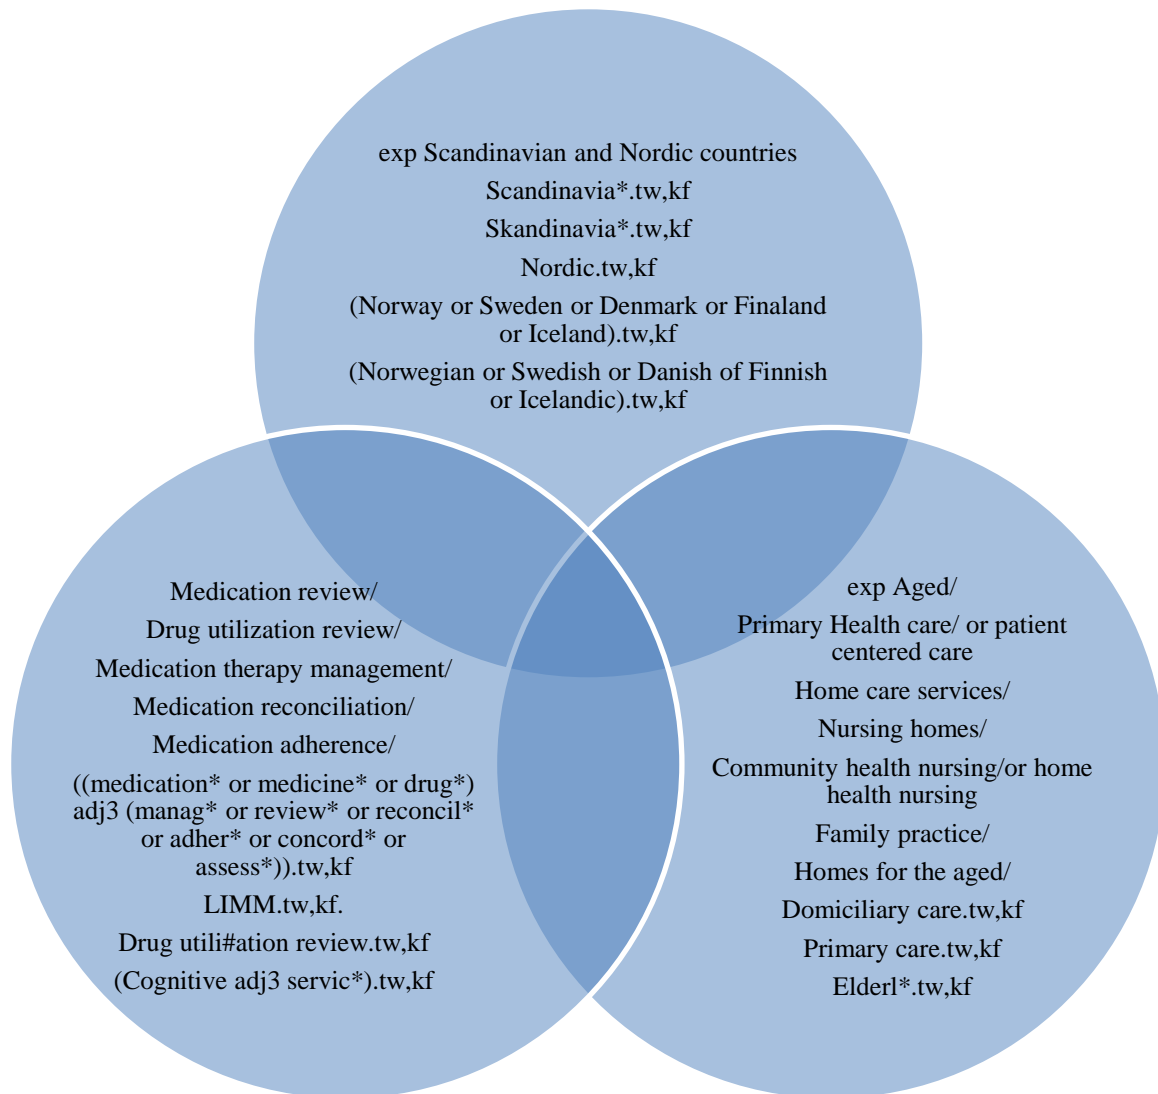 exp Scandinavian and Nordic countries
Scandinavia*.tw,kf
Skandinavia*.tw,kf
Nordic.tw,kf
(Norway or Sweden or Denmark or Finaland
or Iceland).tw,kf
(Norwegian or Swedish or Danish of Finnish
or Icelandic).tw,kf
Medication review/
Drug utilization review/
Medication therapy management/
Medication reconciliation/
Medication adherence/
((medication* or medicine* or drug*)
adj3 (manag* or review* or reconcil*
or adher* or concord* or
assess*)).tw,kf
LIMM.tw,kf.
Drug utili#ation review.tw,kf
(Cognitive adj3 servic*).tw,kf
exp Aged/
Primary Health care/ or patient
centered care
Home care services/
Nursing homes/
Community health nursing/or home
health nursing
Family practice/
Homes for the aged/
Domiciliary care.tw,kf
Primary care.tw,kf
Elderl*.tw,kf